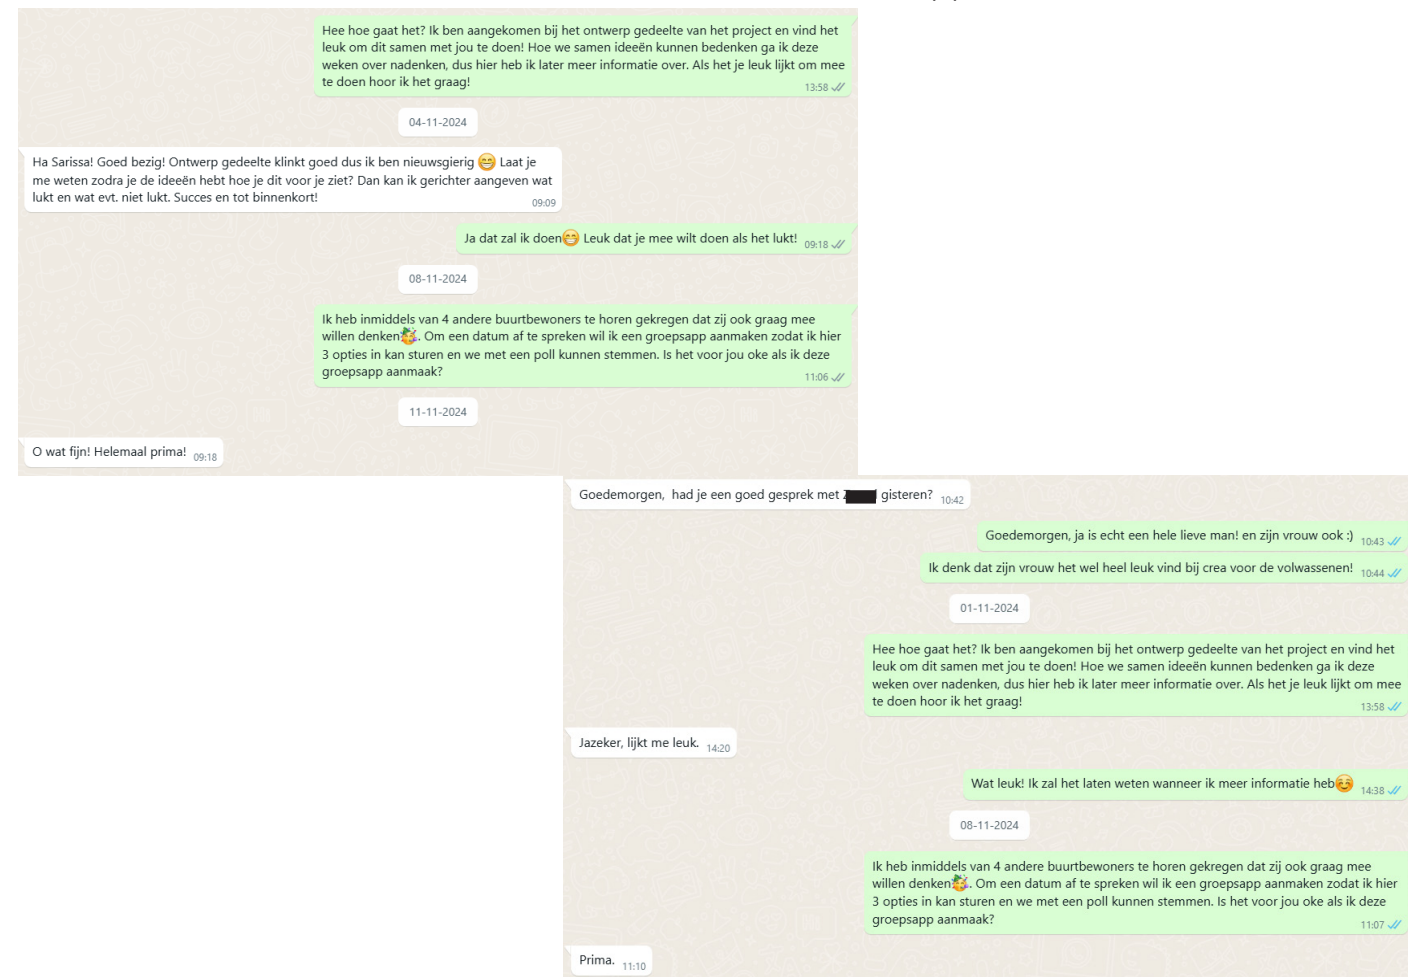 Hee hoe gaat het? Ik ben aangekomen bij het ontwerp gedeelte van het project en vind het
leuk om dit samen met jou te doen! Hoe we samen ideeën kunnen bedenken ga ik deze
weken over nadenken, dus hier heb ik later meer informatie over. Als het je leuk lijkt om mee
te doen hoor ik het graag!
13:58
04-11-2024
Ha Sarissa! Goed bezig! Ontwerp gedeelte klinkt goed dus ik ben nieuwsgierig 😁 Laat je
me weten zodra je de ideeën hebt hoe je dit voor je ziet? Dan kan ik gerichter aangeven wat
lukt en wat evt. niet lukt. Succes en tot binnenkort!
09:09
Ja dat zal ik doen😁 Leuk dat je mee wilt doen als het lukt! 09:18
08-11-2024
Ik heb inmiddels van 4 andere buurtbewoners te horen gekregen dat zij ook graag mee
willen denken🥳. Om een datum af te spreken wil ik een groepsapp aanmaken zodat ik hier
3 opties in kan sturen en we met een poll kunnen stemmen. Is het voor jou oke als ik deze
groepsapp aanmaak?
11:06
11-11-2024
O wat fijn! Helemaal prima! 09:18
Goedemorgen, had je een goed gesprek met gisteren? 10:42
Goedemorgen, ja is echt een hele lieve man! en zijn vrouw ook :) 10:43
Ik denk dat zijn vrouw het wel heel leuk vind bij crea voor de volwassenen! 10:44
01-11-2024
Hee hoe gaat het? Ik ben aangekomen bij het ontwerp gedeelte van het project en vind het
leuk om dit samen met jou te doen! Hoe we samen ideeën kunnen bedenken ga ik deze
weken over nadenken, dus hier heb ik later meer informatie over. Als het je leuk lijkt om mee
te doen hoor ik het graag!
13:58
Jazeker, lijkt me leuk. 14:20
Wat leuk! Ik zal het laten weten wanneer ik meer informatie heb☺️ 14:38
08-11-2024
Ik heb inmiddels van 4 andere buurtbewoners te horen gekregen dat zij ook graag mee
willen denken🥳. Om een datum af te spreken wil ik een groepsapp aanmaken zodat ik hier
3 opties in kan sturen en we met een poll kunnen stemmen. Is het voor jou oke als ik deze
groepsapp aanmaak?
11:07
Prima. 11:10